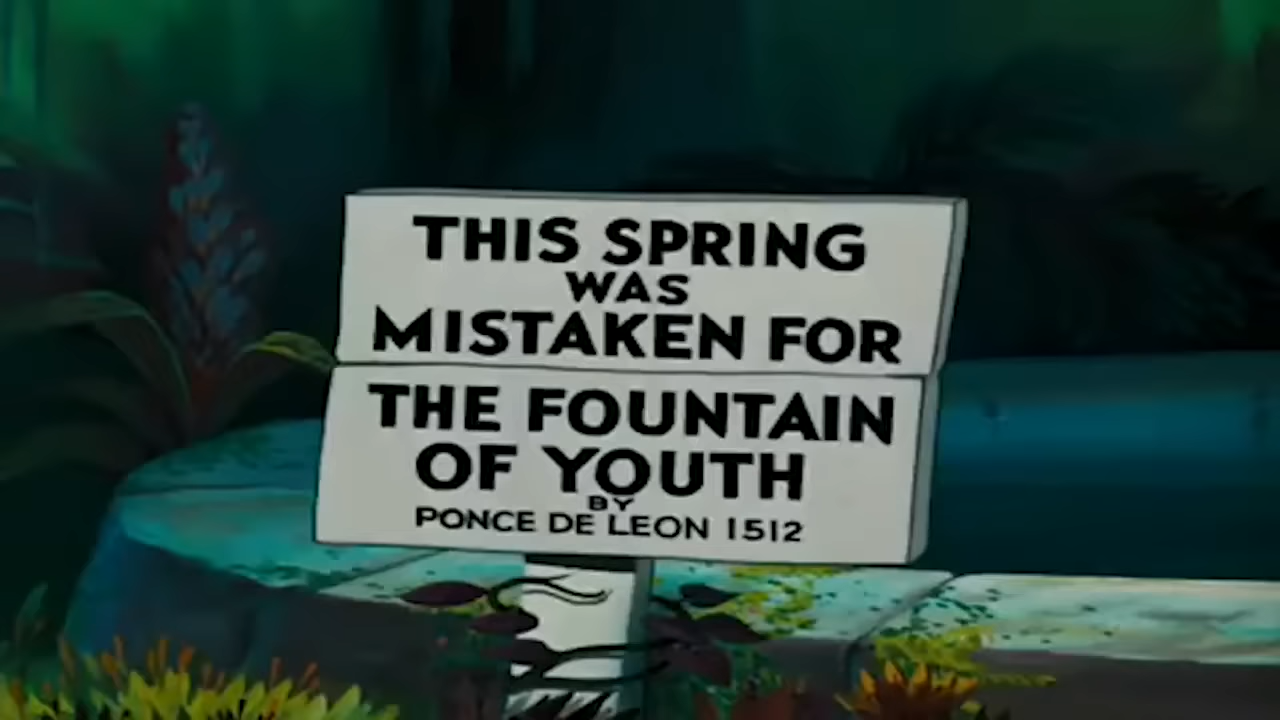 THIS SPRING
WAS
MISTAKEN FOR
THE FOUNTAIN
OF YOUTH
BY
PONCE DE LEON 1512